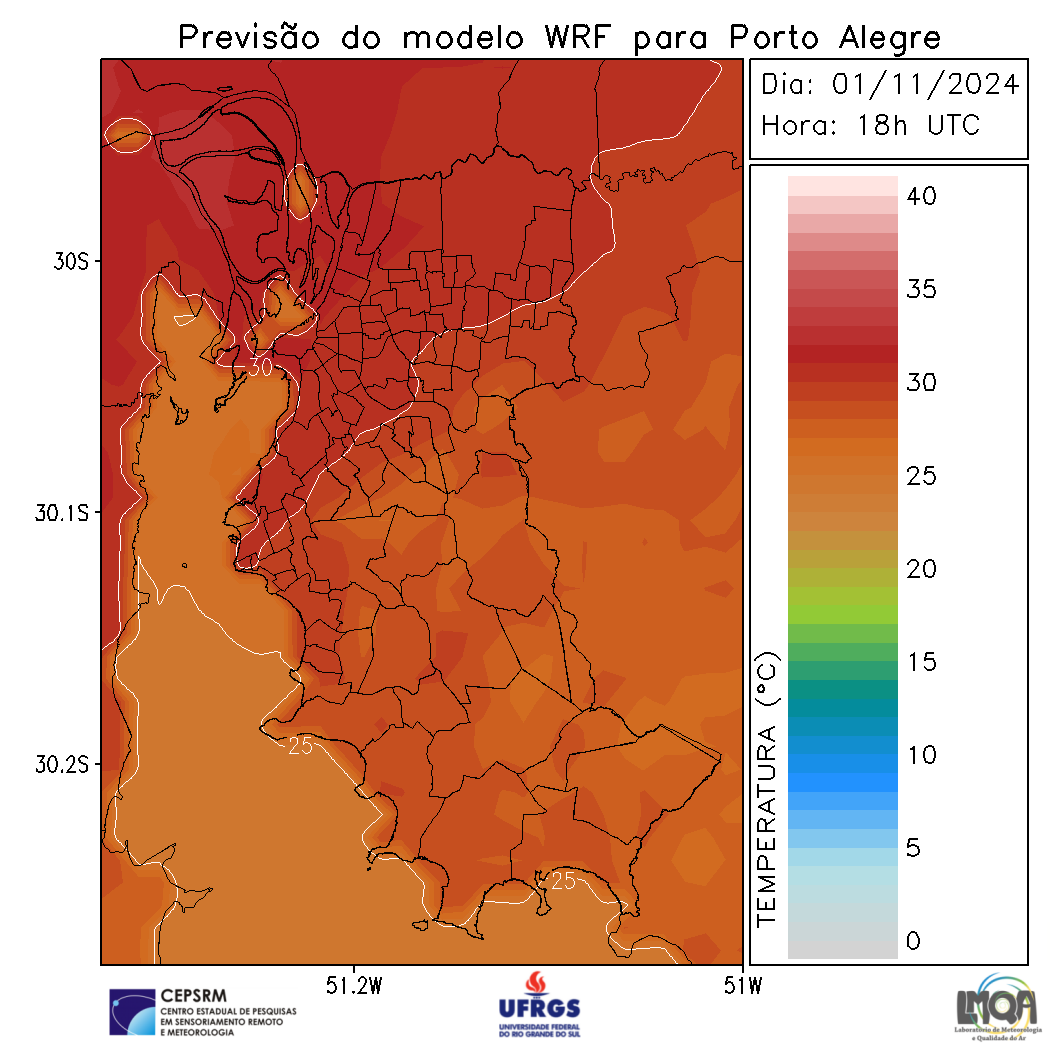 Previsão do modelo WRF para Porto Alegre
Dia: 01/11/2024
Hora: 18h UTC
40
35
30
25
20
15
10
5
0
TEMPERATURA (°C)
30S
30.1S
30.2S
51.2W
51W
30
25
25
CEPSRM
CENTRO ESTADUAL DE PESQUISAS
EM SENSORIAMENTO REMOTO
E METEOROLOGIA
UFRGS
UNIVERSIDADE FEDERAL
DO RIO GRANDE DO SUL
LMQA
Laboratório de Meteorologia
e Qualidade do Ar